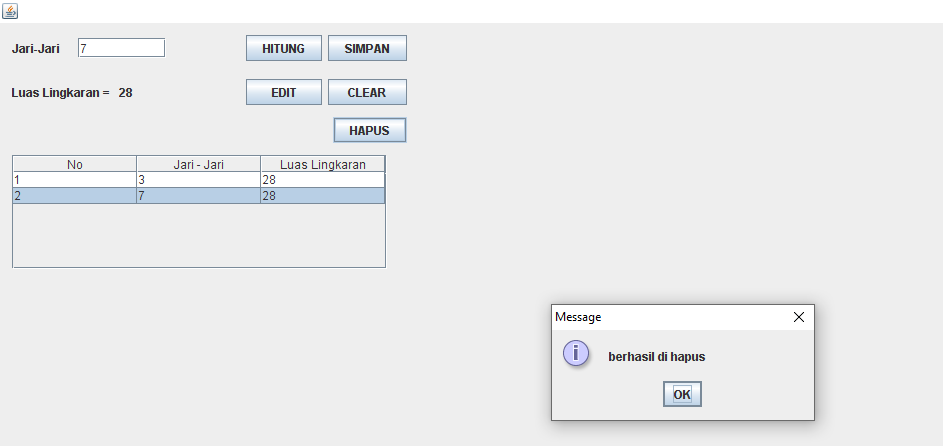 Jari-Jari 7 HITUNG SIMPAN
Luas Lingkaran = 28 EDIT CLEAR
HAPUS
No Jari - Jari Luas Lingkaran
1 3 28
2 7 28
Message
berhasil di hapus
OK